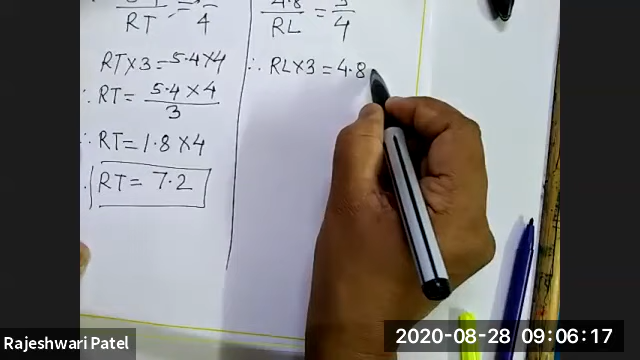 RT = 4
RT×3 = 5.4×4
∴ RT = 5.4 × 4 / 3
∴ RT = 1.8 ×4
RT = 7.2
4.8 / RL = 3 / 4
∴ RL×3 = 4.8
Rajeshwari Patel
2020-08-28 09:06:17